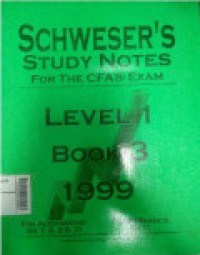 SCHWESER'S
STUDY NOTES
FOR THE CFA® EXAM
LEVEL 1
BOOK 3
1999